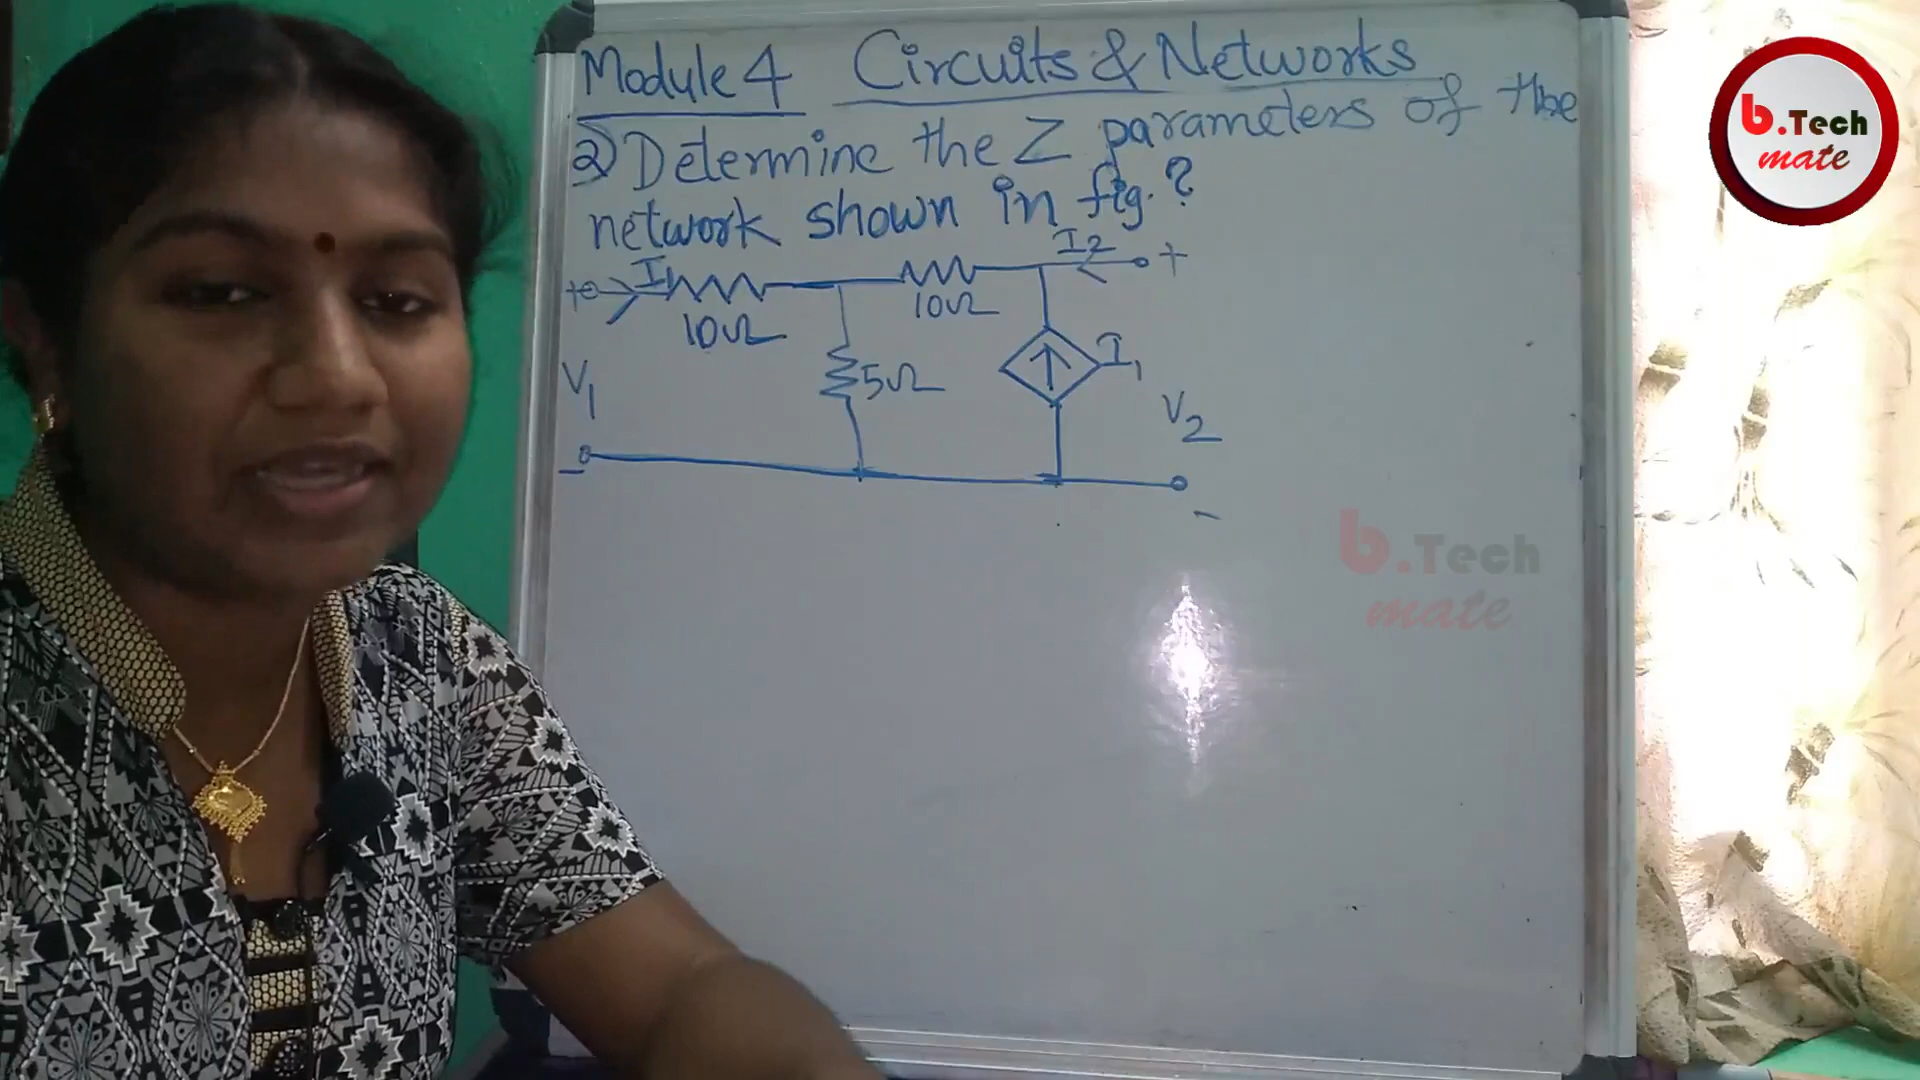 Module 4 Circuits & Networks
2) Determine the Z parameters of the
network shown in fig.?
I2
+
+
I1
10Ω
10Ω
V1
5Ω
I1
V2
-
-
b.Tech
mate
b.Tech
mate